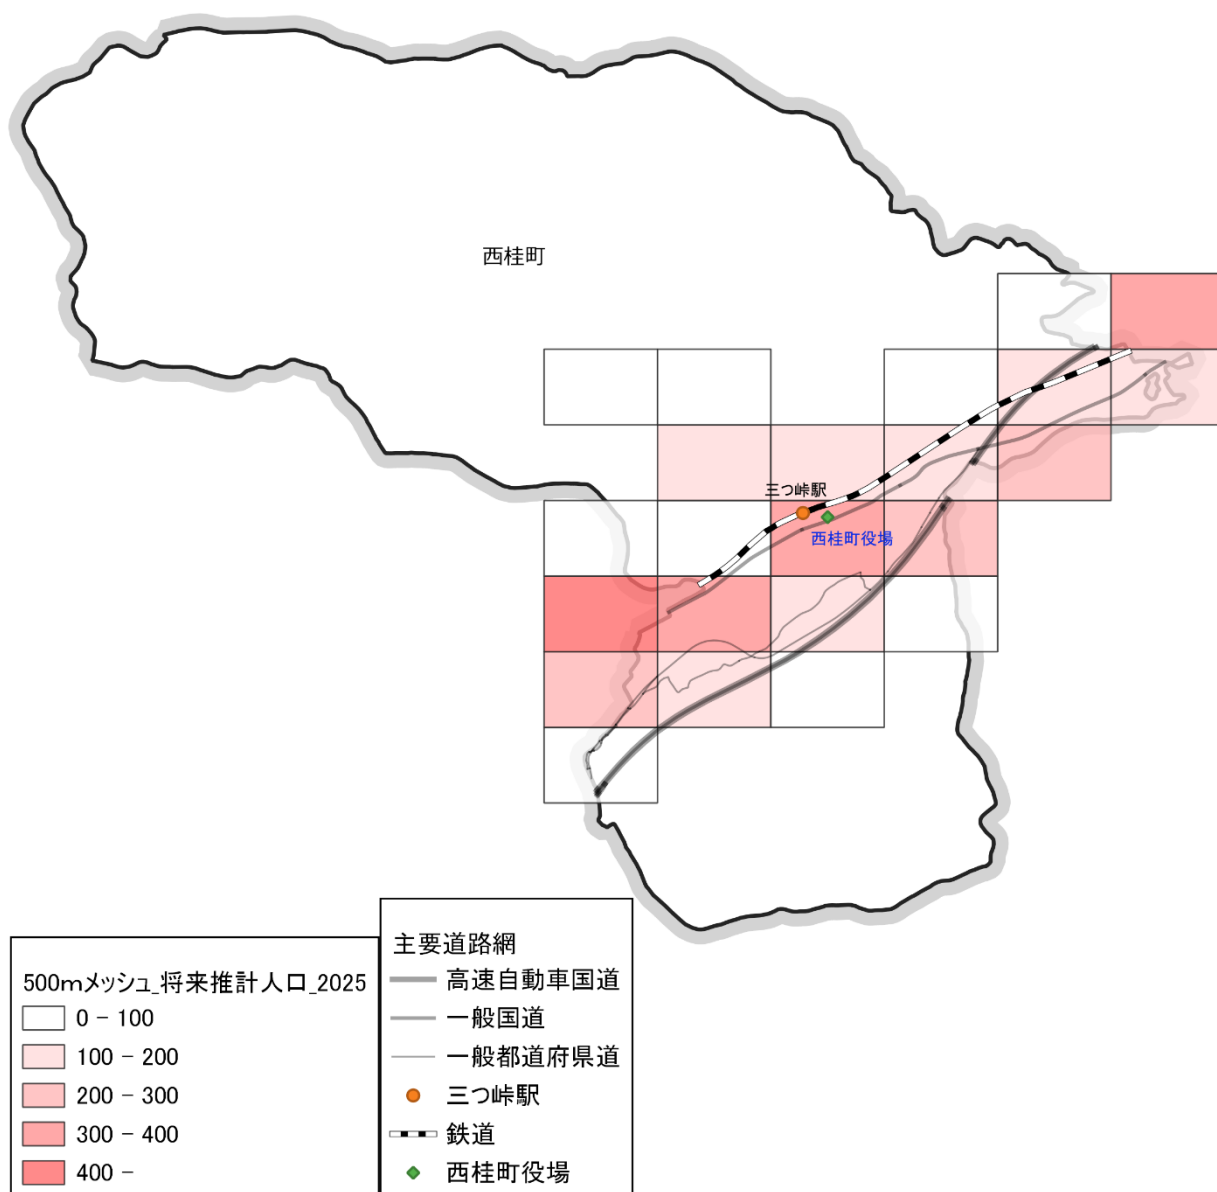 西桂町
三つ峠駅
西桂町役場
500mメッシュ_将来推計人口_2025
0 - 100
100 - 200
200 - 300
300 - 400
400 -
主要道路網
高速自動車国道
一般国道
一般都道府県道
三つ峠駅
鉄道
西桂町役場